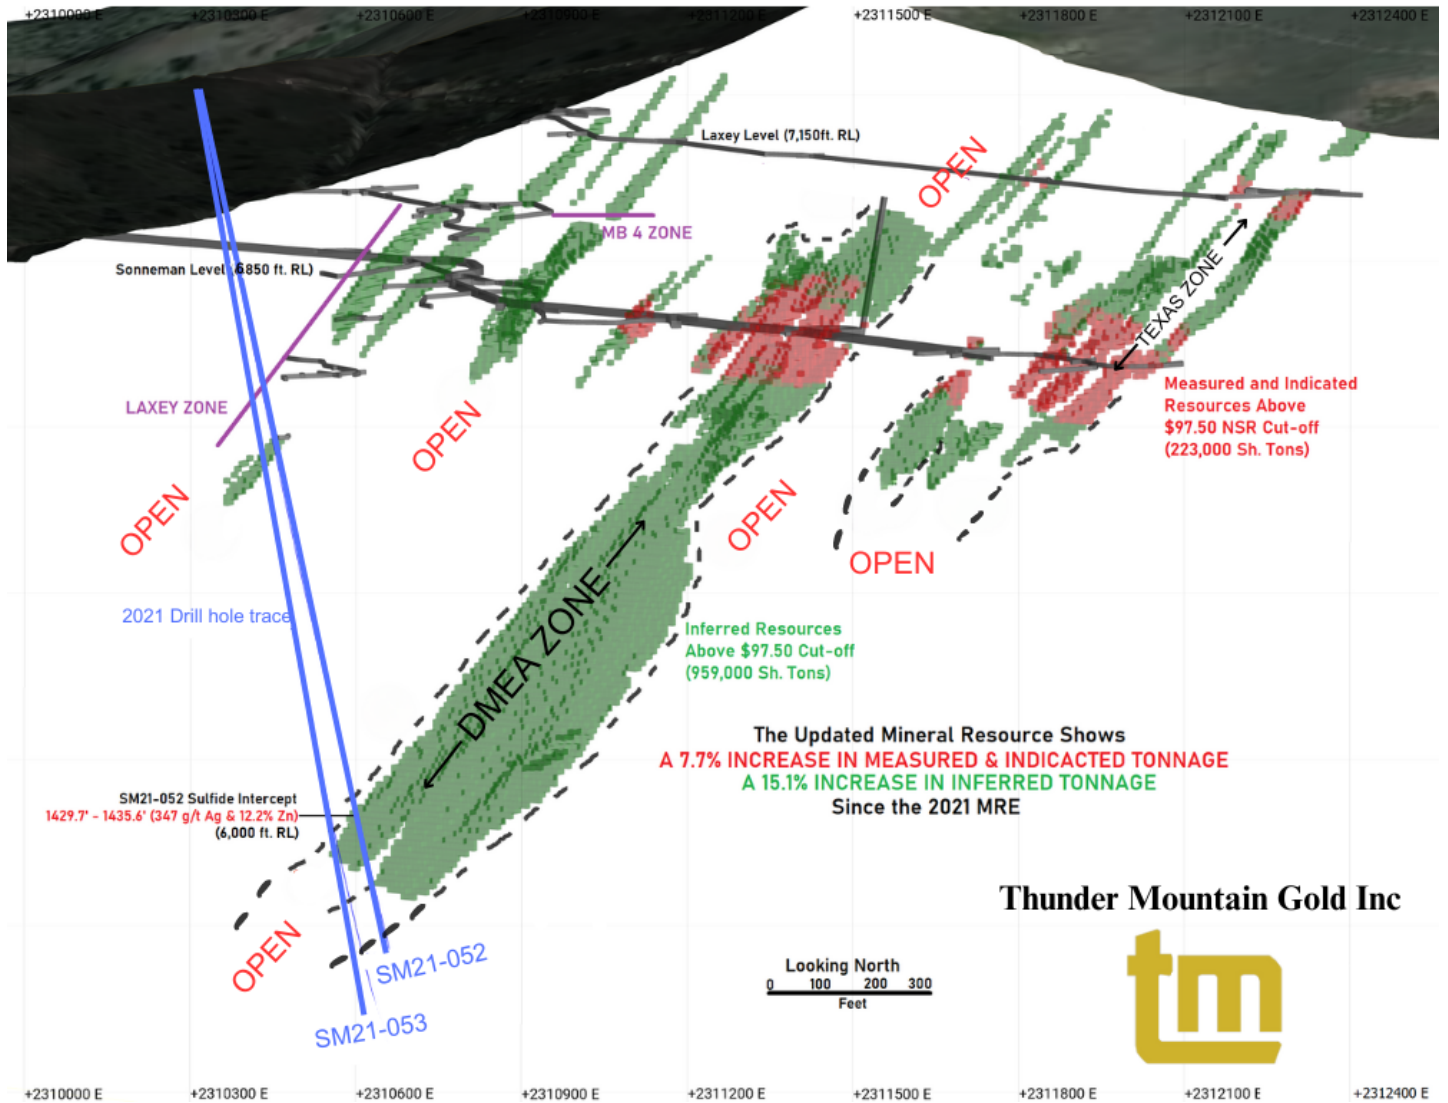 +2310000 E
+2310300 E
+2310600 E
+2310900 E
+2311200 E
+2311500 E
+2311800 E
+2312100 E
+2312400 E
Laxey Level (7,150ft. RL)
OPEN
MB 4 ZONE
Sonneman Level (6850 ft. RL)
TEXAS ZONE
LAXEY ZONE
Measured and Indicated
Resources Above
$97.50 NSR Cut-off
(223,000 Sh. Tons)
OPEN
OPEN
OPEN
OPEN
2021 Drill hole trace
DMEA ZONE
Inferred Resources
Above $97.50 Cut-off
(959,000 Sh. Tons)
The Updated Mineral Resource Shows
A 7.7% INCREASE IN MEASURED & INDICACTED TONNAGE
A 15.1% INCREASE IN INFERRED TONNAGE
Since the 2021 MRE
SM21-052 Sulfide Intercept
1429.7' - 1435.6' (347 g/t Ag & 12.2% Zn)
(6,000 ft. RL)
OPEN
SM21-052
SM21-053
Thunder Mountain Gold Inc
tm
Looking North
0 100 200 300
Feet
+2310000 E
+2310300 E
+2310600 E
+2310900 E
+2311200 E
+2311500 E
+2311800 E
+2312100 E
+2312400 E